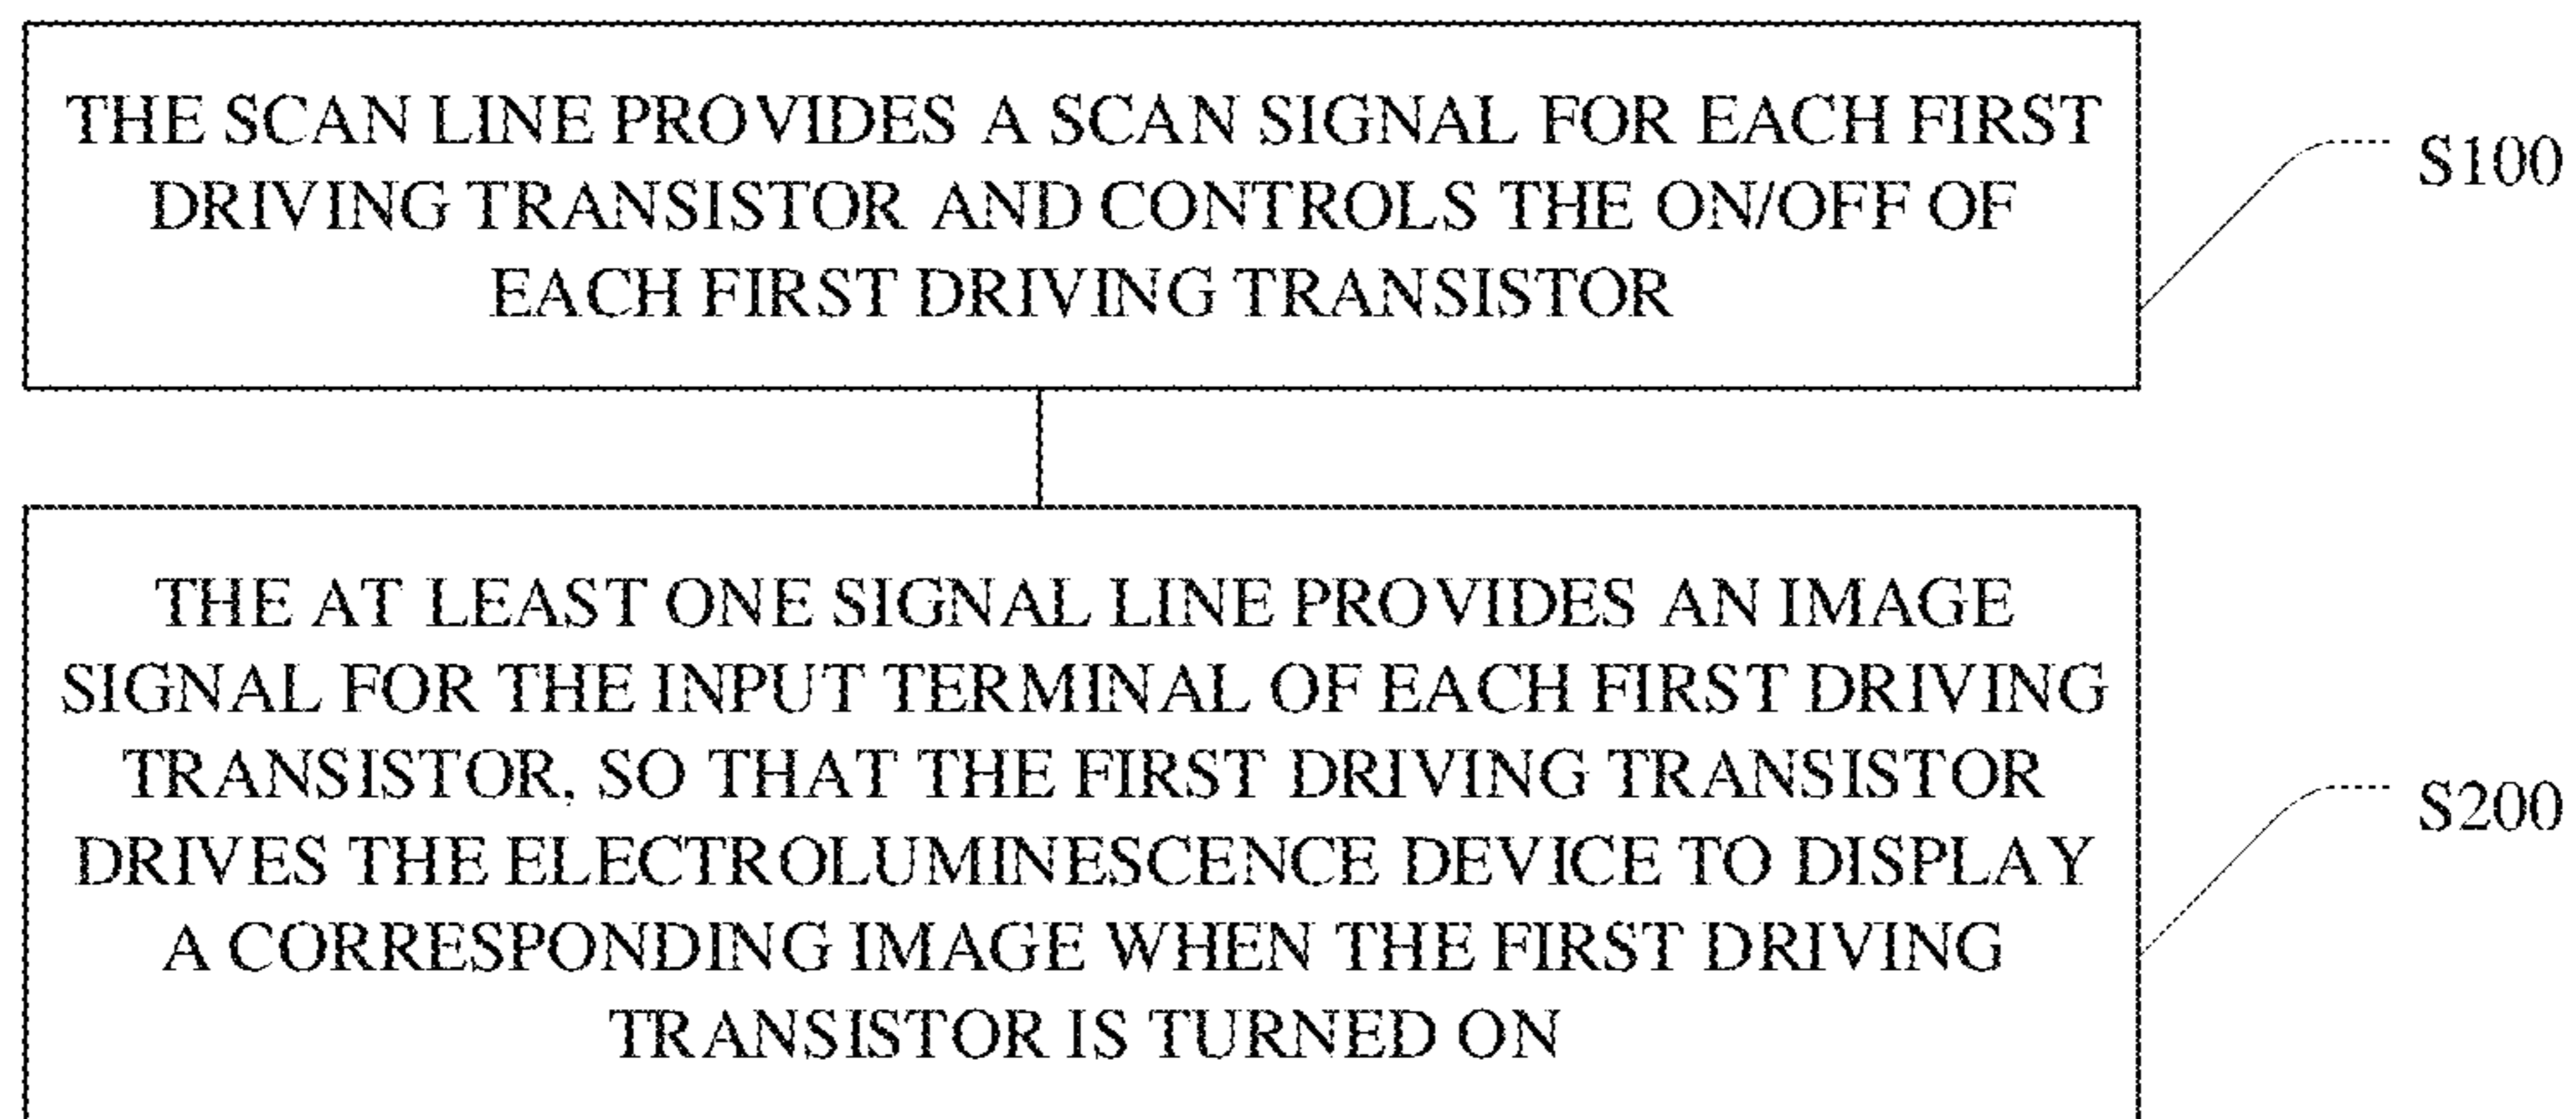 THE SCAN LINE PROVIDES A SCAN SIGNAL FOR EACH FIRST
DRIVING TRANSISTOR AND CONTROLS THE ON/OFF OF
EACH FIRST DRIVING TRANSISTOR
S100
THE AT LEAST ONE SIGNAL LINE PROVIDES AN IMAGE
SIGNAL FOR THE INPUT TERMINAL OF EACH FIRST DRIVING
TRANSISTOR, SO THAT THE FIRST DRIVING TRANSISTOR
DRIVES THE ELECTROLUMINESCENCE DEVICE TO DISPLAY
A CORRESPONDING IMAGE WHEN THE FIRST DRIVING
TRANSISTOR IS TURNED ON
S200